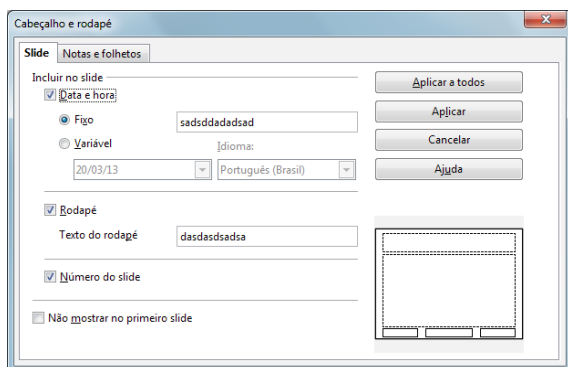 Cabeçalho e rodapé
Slide Notas e folhetos
Incluir no slide
Data e hora
Fixo sadsddadadsad
Variável Idioma:
20/03/13 Português (Brasil)
Rodapé
Texto do rodapé dasdasdsadsa
Número do slide
Não mostrar no primeiro slide
Aplicar a todos
Aplicar
Cancelar
Ajuda